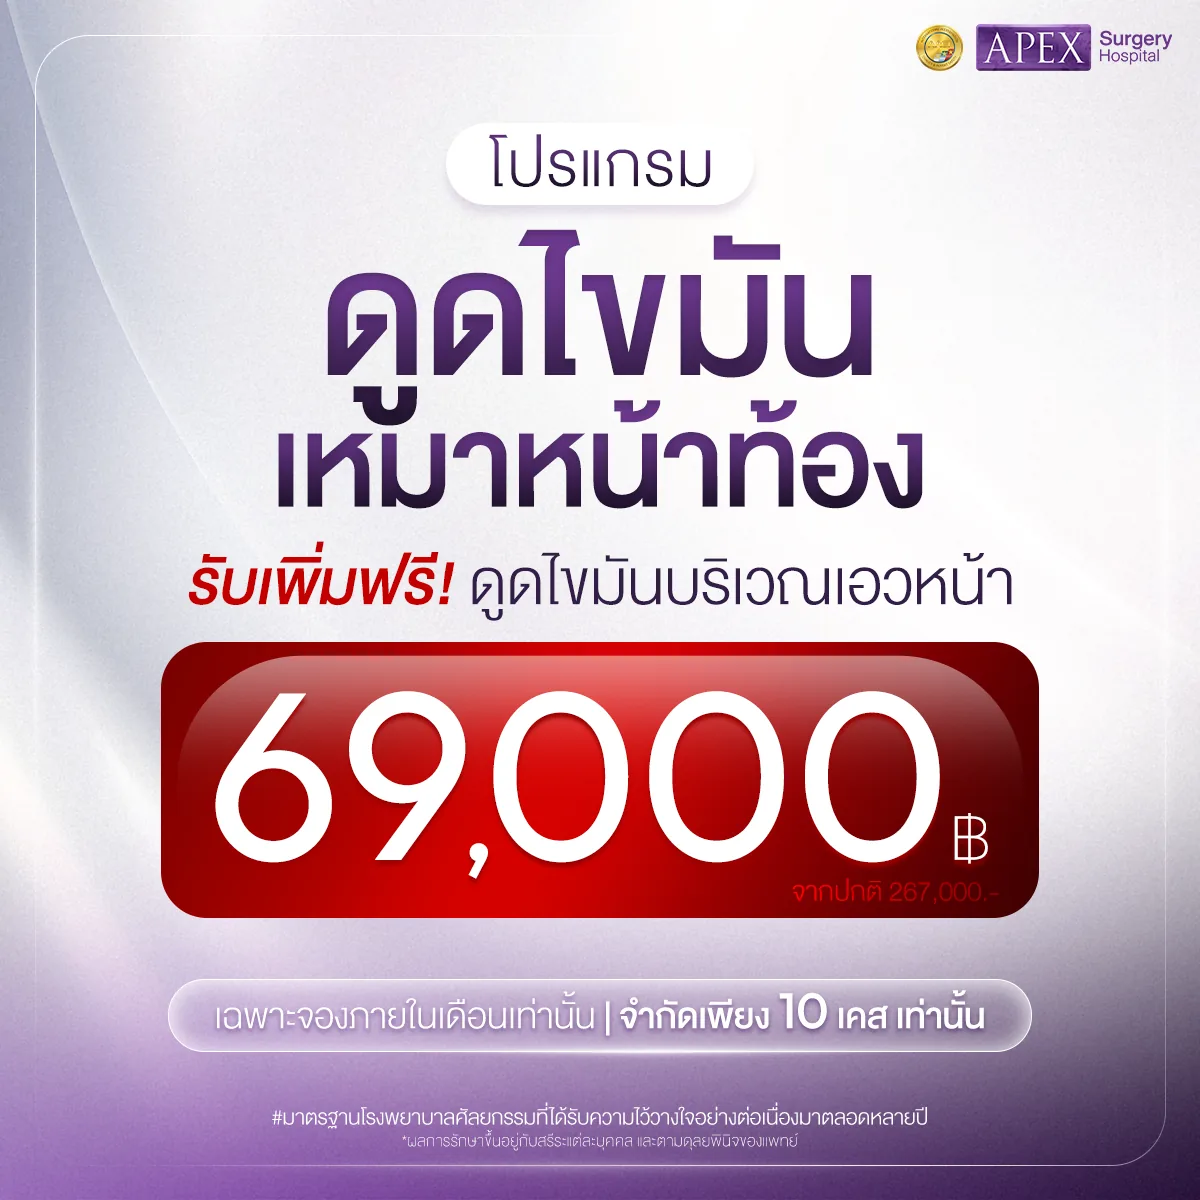 APEX Surgery Hospital
โปรแกรม
ดูดไขมัน
เหมาหน้าท้อง
รับเพิ่มฟรี! ดูดไขมันบริเวณเอวหน้า
69,000 ฿
จากปกติ 267,000.-
เฉพาะจองภายในเดือนเท่านั้น | จำกัดเพียง 10 เคส เท่านั้น
#มาตรฐานโรงพยาบาลศัลยกรรมที่ได้รับความไว้วางใจอย่างต่อเนื่องมาตลอดหลายปี
*ผลการรักษาขึ้นอยู่กับสรีระแต่ละบุคคล และตามดุลยพินิจของแพทย์